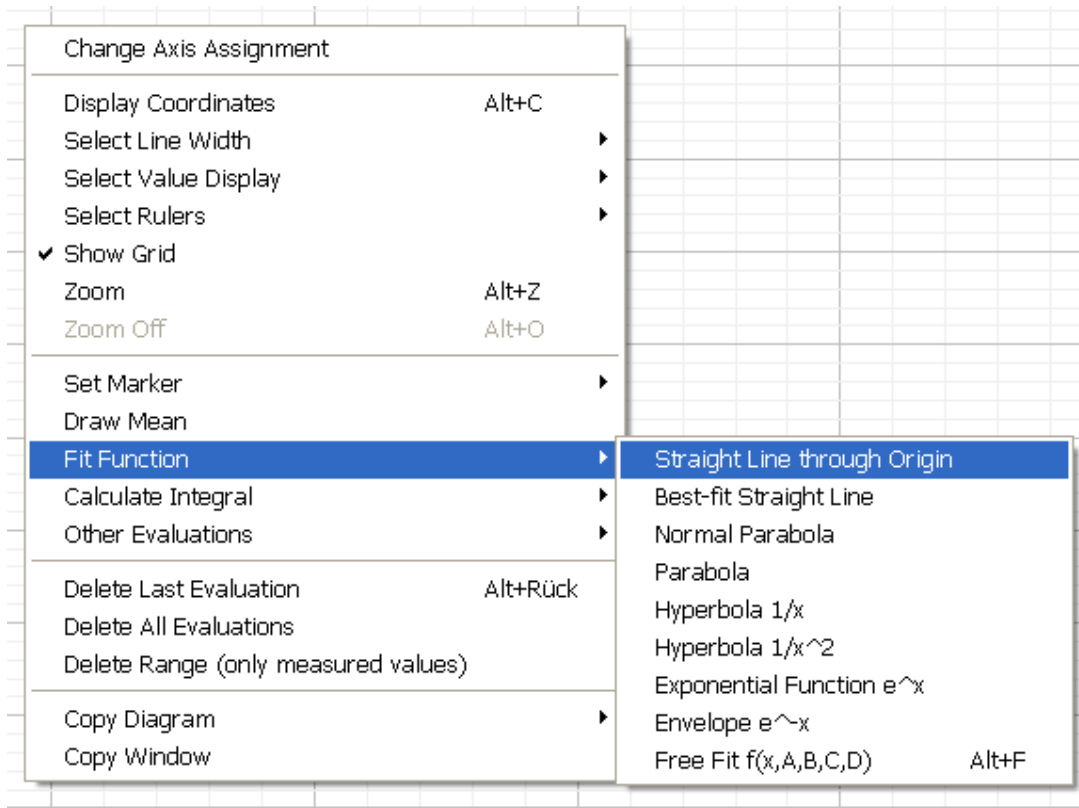 Change Axis Assignment
Display Coordinates Alt+C
Select Line Width
Select Value Display
Select Rulers
Show Grid
Zoom Alt+Z
Zoom Off Alt+O
Set Marker
Draw Mean
Fit Function
Calculate Integral
Other Evaluations
Delete Last Evaluation Alt+Rück
Delete All Evaluations
Delete Range (only measured values)
Copy Diagram
Copy Window
Straight Line through Origin
Best-fit Straight Line
Normal Parabola
Parabola
Hyperbola 1/x
Hyperbola 1/x^2
Exponential Function e^x
Envelope e^-x
Free Fit f(x,A,B,C,D) Alt+F